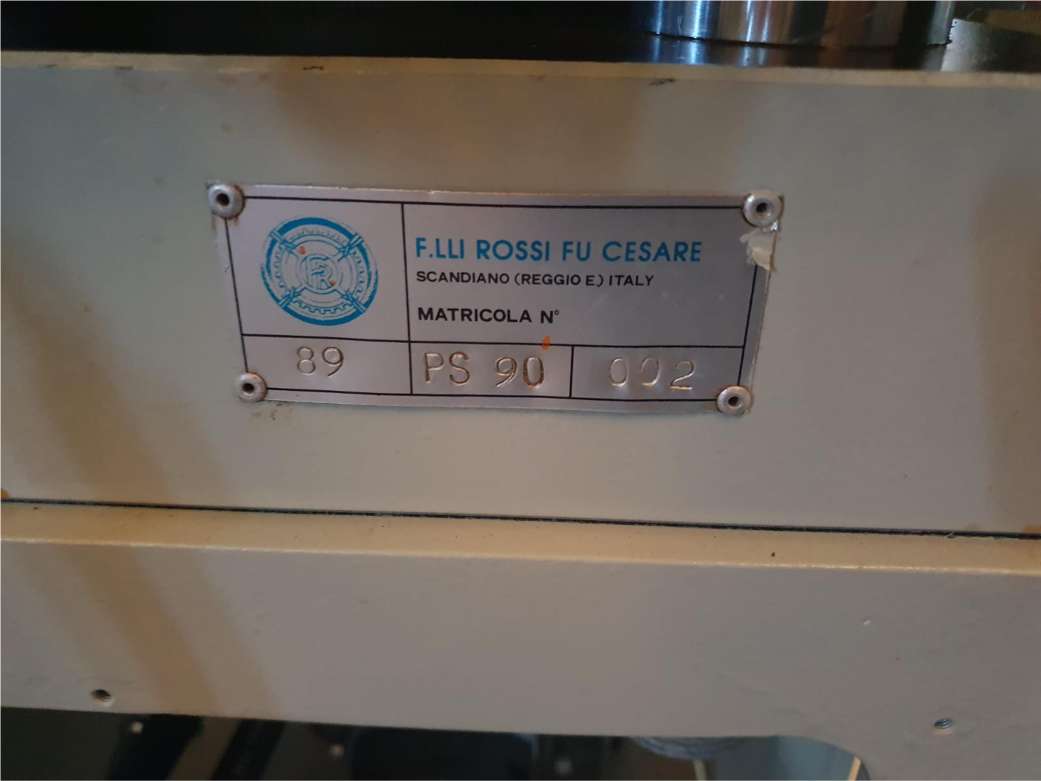 F.LLI ROSSI FU CESARE
SCANDIANO (REGGIO E.) ITALY
MATRICOLA N°
89 PS 90 002